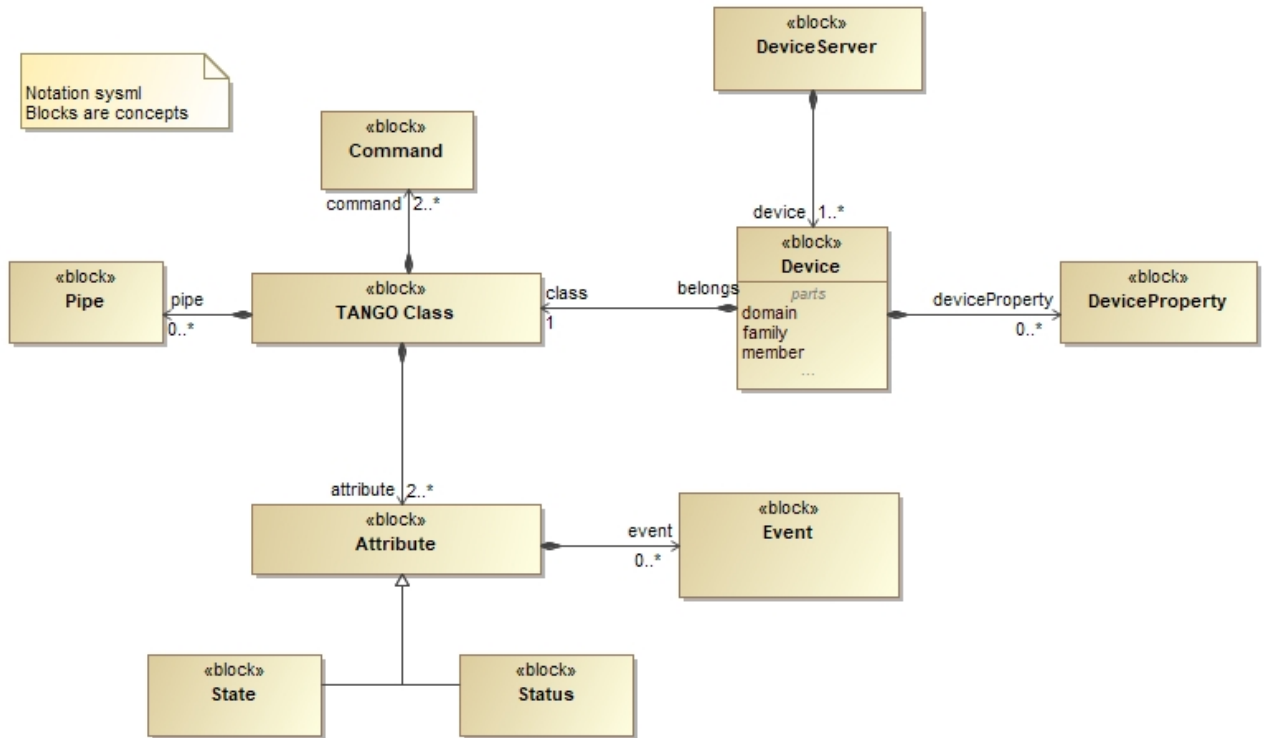 «block»
DeviceServer
Notation sysml
Blocks are concepts
«block»
Command
command 2..*
device 1..*
«block»
Device
parts
domain
family
member
...
«block»
Pipe
pipe
0..*
«block»
TANGO Class
class
1
belongs
deviceProperty
0..*
«block»
DeviceProperty
attribute 2..*
«block»
Attribute
event
0..*
«block»
Event
«block»
State
«block»
Status